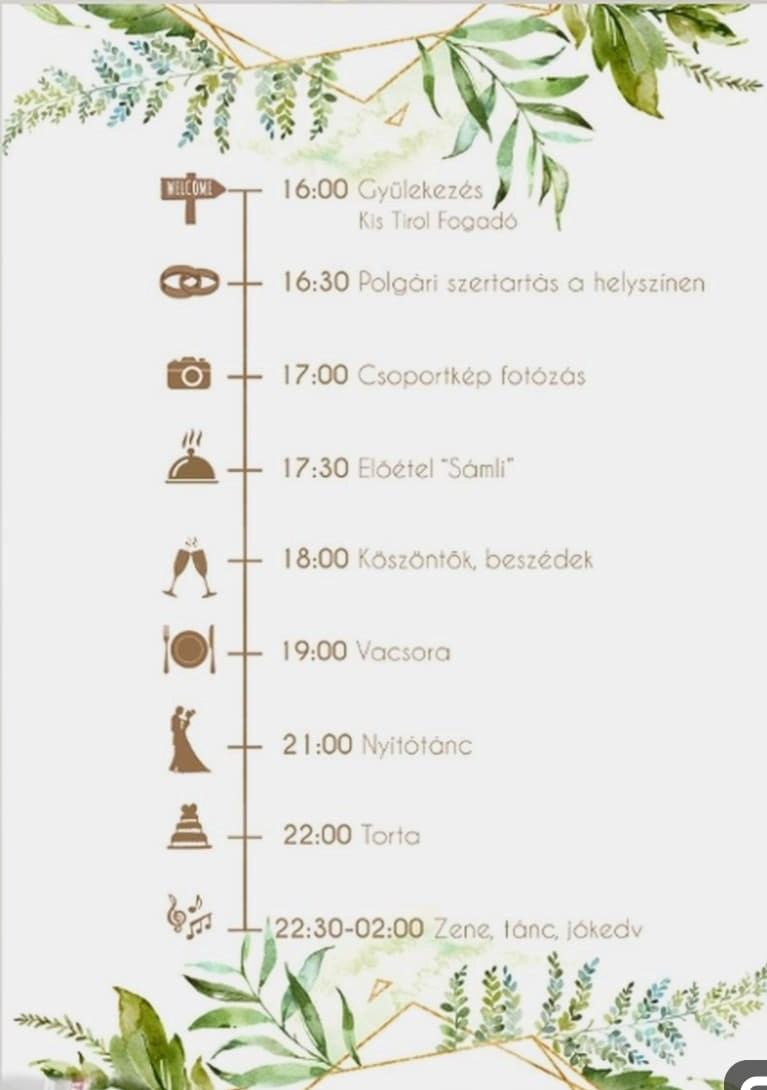 WELCOME
16:00 Gyülekezés
Kis Tirol Fogadó
16:30 Polgári szertartás a helyszínen
17:00 Csoportkép fotózás
17:30 Előétel "Sámli"
18:00 Köszöntők, beszédek
19:00 Vacsora
21:00 Nyitótánc
22:00 Torta
22:30-02:00 Zene, tánc, jókedv